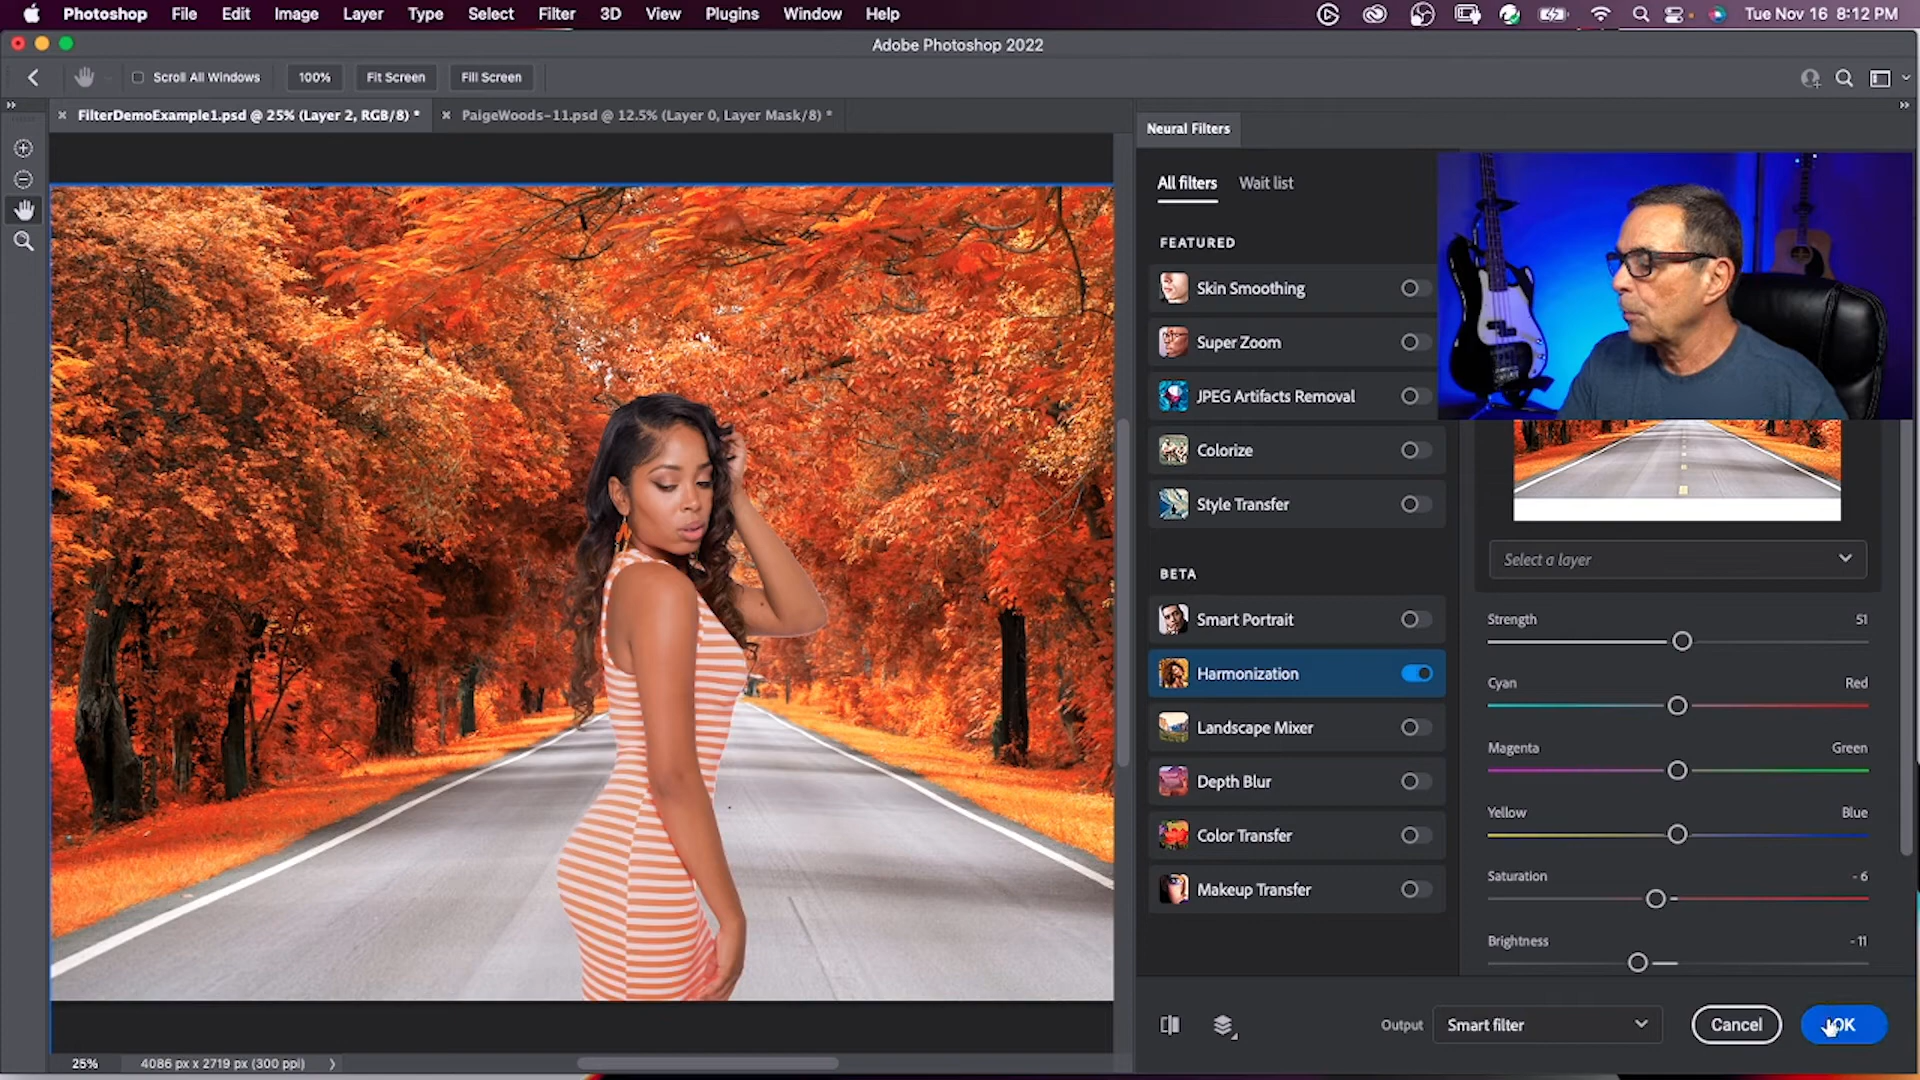 Photoshop File Edit Image Layer Type Select Filter 3D View Plugins Window Help Tue Nov 16 8:12 PM
Adobe Photoshop 2022
Scroll All Windows 100% Fit Screen Fill Screen
FilterDemoExample1.psd @ 25% (Layer 2, RGB/8) * PaigeWoods-11.psd @ 12.5% (Layer 0, Layer Mask/8) *
Neural Filters
All filters Wait list
FEATURED
Skin Smoothing
Super Zoom
JPEG Artifacts Removal
Colorize
Style Transfer
BETA
Smart Portrait
Harmonization
Landscape Mixer
Depth Blur
Color Transfer
Makeup Transfer
Select a layer
Strength 51
Cyan Red
Magenta Green
Yellow Blue
Saturation - 6
Brightness - 11
Output Smart filter Cancel OK
25% 4086 px x 2719 px (300 ppi)